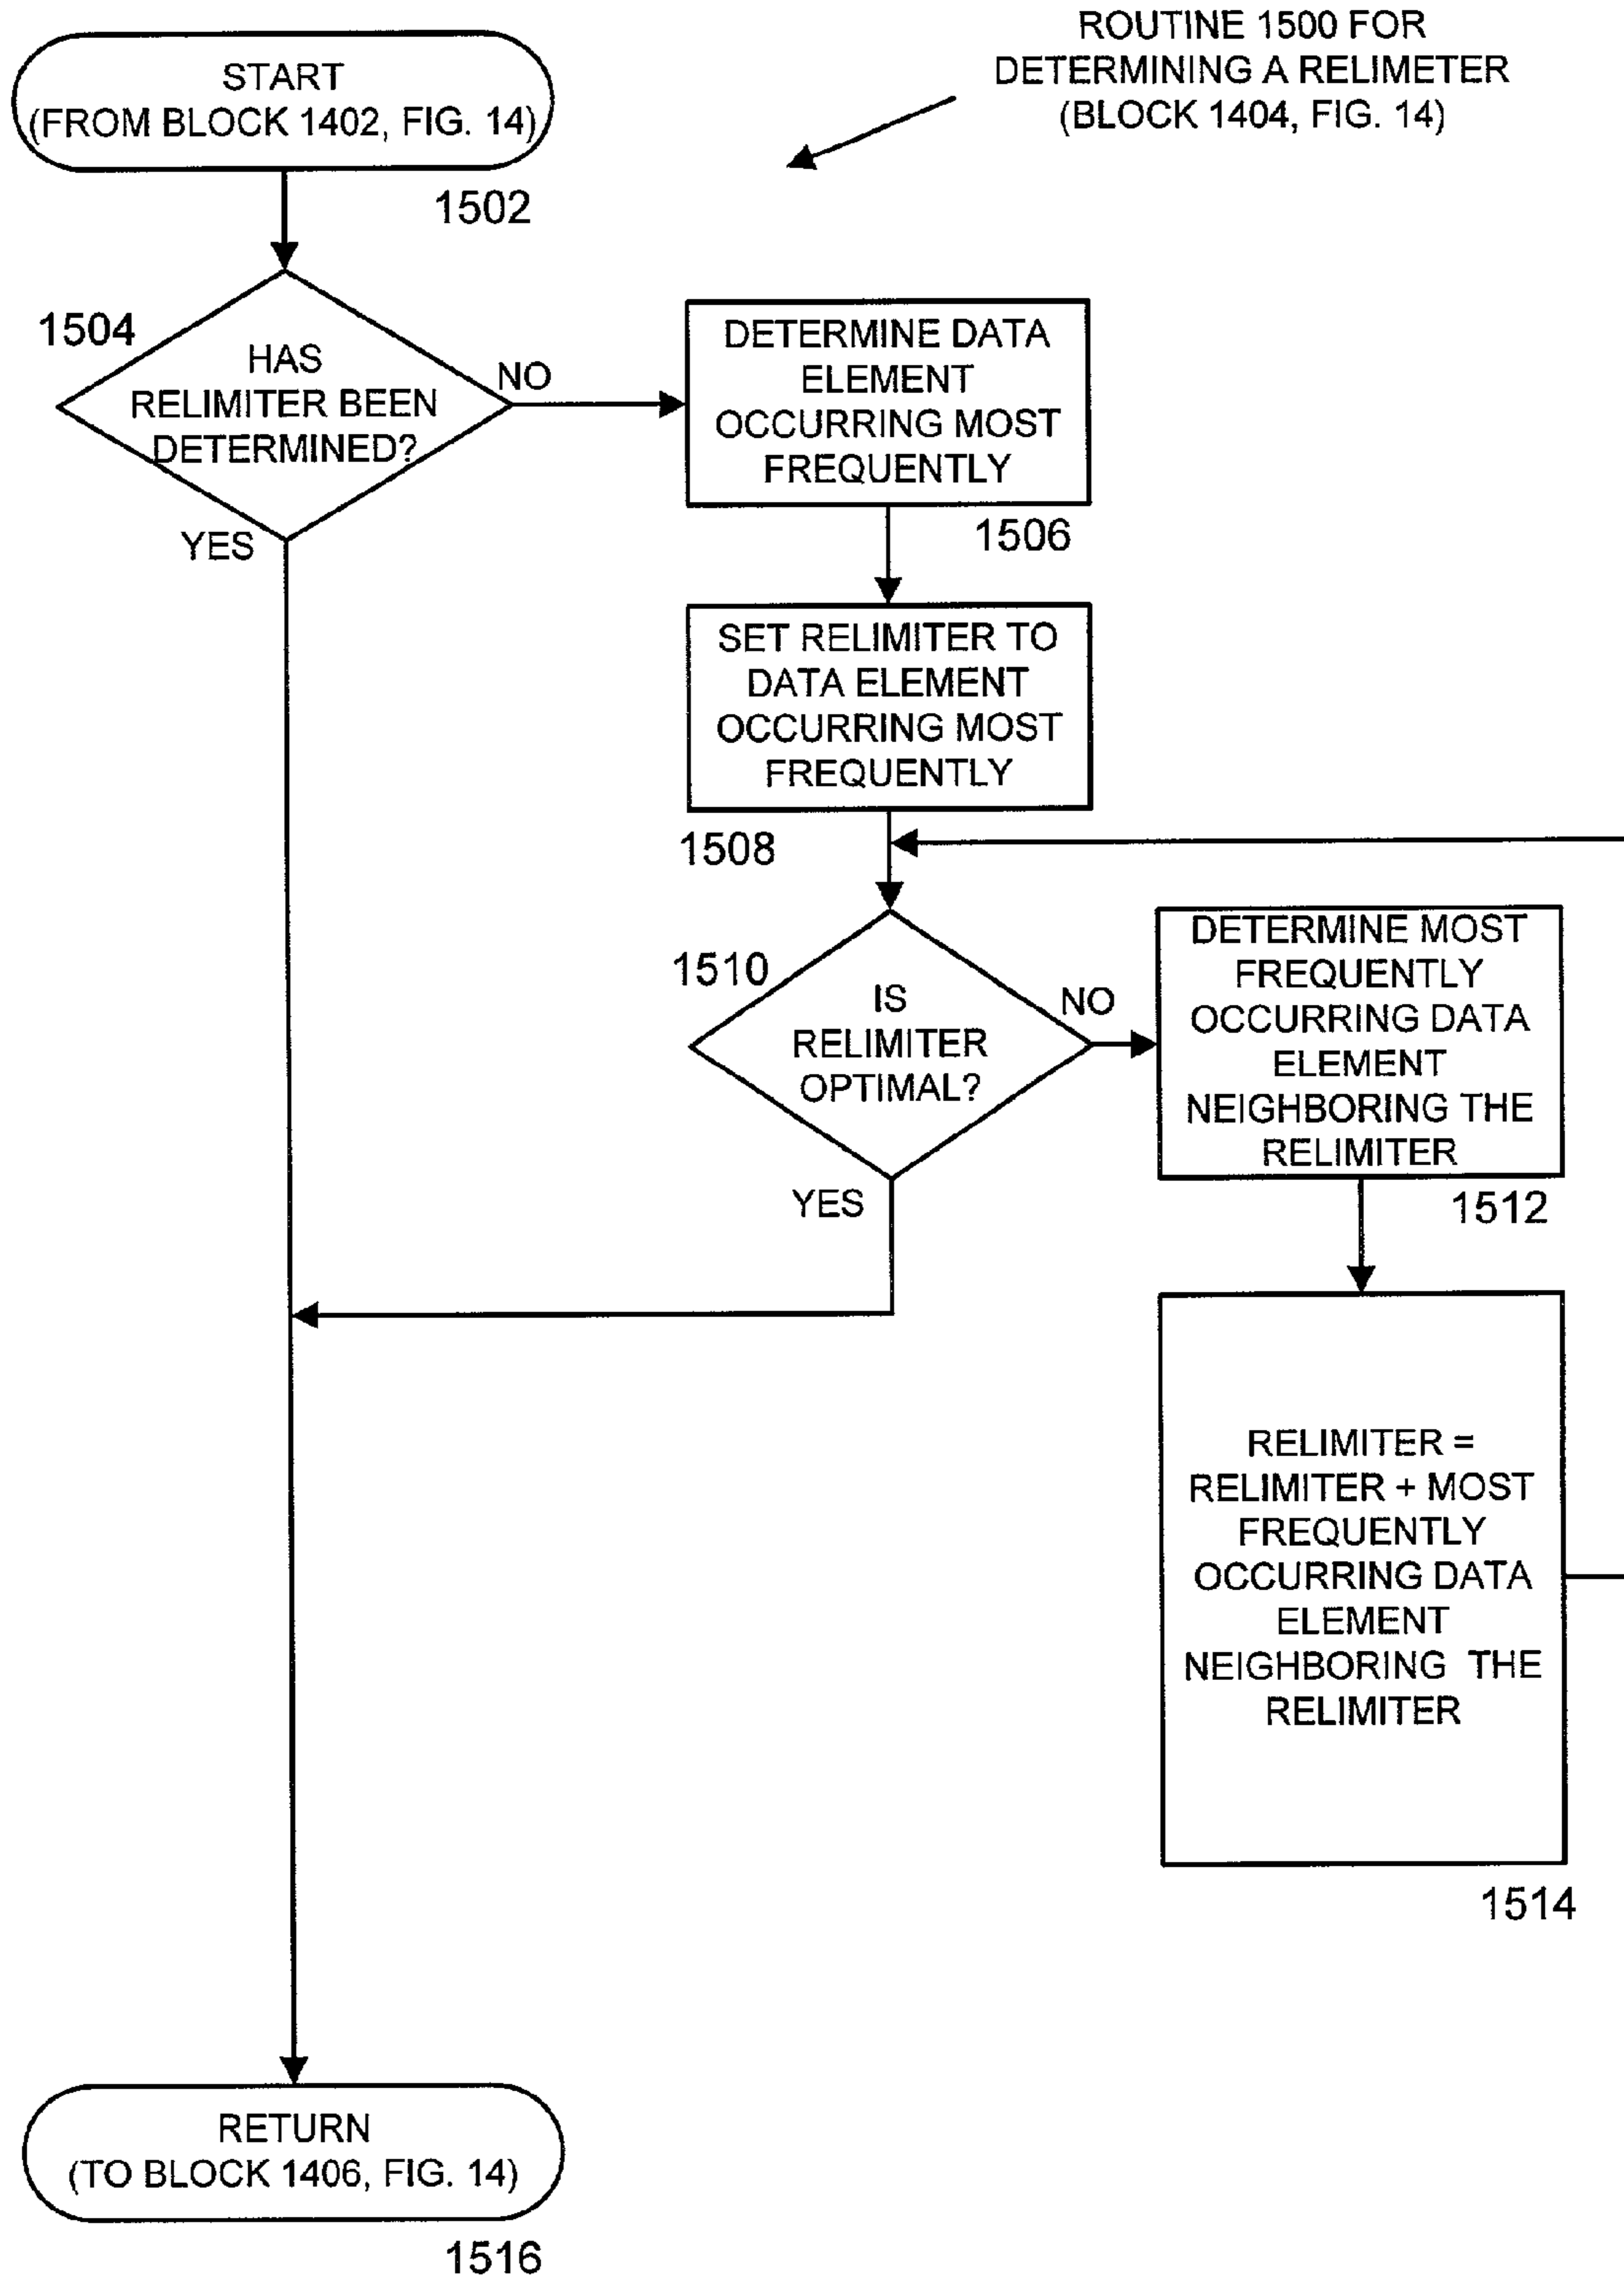 ROUTINE 1500 FOR
DETERMINING A RELIMETER
(BLOCK 1404, FIG. 14)
START
(FROM BLOCK 1402, FIG. 14)
1502
1504
HAS
RELIMITER BEEN
DETERMINED?
NO
YES
DETERMINE DATA
ELEMENT
OCCURRING MOST
FREQUENTLY
1506
SET RELIMITER TO
DATA ELEMENT
OCCURRING MOST
FREQUENTLY
1508
1510
IS
RELIMITER
OPTIMAL?
NO
YES
DETERMINE MOST
FREQUENTLY
OCCURRING DATA
ELEMENT
NEIGHBORING THE
RELIMITER
1512
RELIMITER =
RELIMITER + MOST
FREQUENTLY
OCCURRING DATA
ELEMENT
NEIGHBORING THE
RELIMITER
1514
RETURN
(TO BLOCK 1406, FIG. 14)
1516